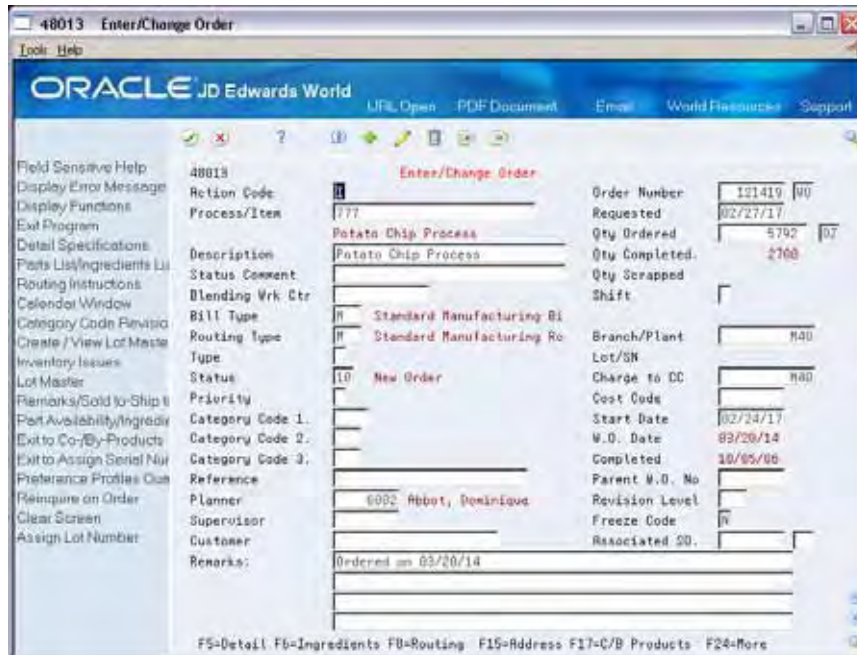 48013 Enter/Change Order
Tools Help
ORACLE JD Edwards World
URL Open PDF Document Email World Resources Support
Field Sensitive Help
Display Error Message
Display Functions
Exit Program
Detail Specifications
Parts List/Ingredients Li
Routing Instructions
Calendar Window
Category Code Revisio
Create / View Lot Maste
Inventory Issues
Lot Master
Remarks/Sold to-Ship t
Part Availability/Ingredie
Exit to Co-/By-Products
Exit to Assign Serial Nu
Preference Profiles Cus
Reinquire on Order
Clear Screen
Assign Lot Number
48013 Enter/Change Order
Action Code I Order Number 121419 WO
Process/Item 777 Requested 02/27/17
Potato Chip Process Qty Ordered 5792 OZ
Description Potato Chip Process Qty Completed. 2700
Status Comment Qty Scrapped
Blending Wrk Ctr Shift
Bill Type M Standard Manufacturing Bi
Routing Type M Standard Manufacturing Ro Branch/Plant M40
Type Lot/SN
Status 10 New Order Charge to CC M40
Priority Cost Code
Category Code 1. Start Date 02/24/17
Category Code 2. W.O. Date 03/20/14
Category Code 3. Completed 10/05/06
Reference Parent W.O. No
Planner 6002 Abbot, Dominique Revision Level
Supervisor Freeze Code N
Customer Associated SO.
Remarks: Ordered on 03/20/14
F5=Detail F6=Ingredients F8=Routing F15=Address F17=C/B Products F24=More